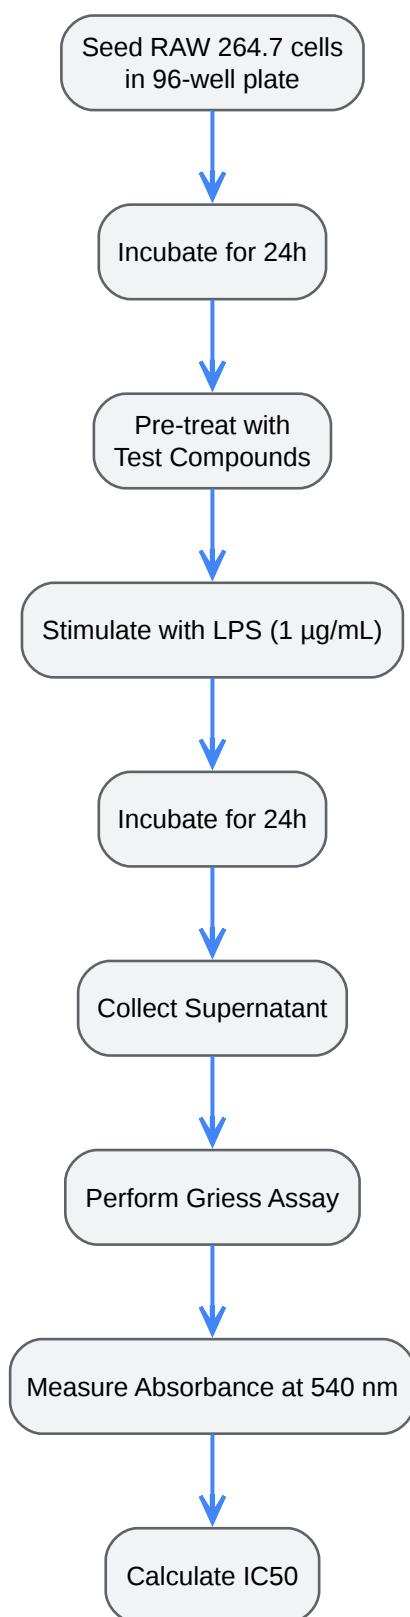 Seed RAW 264.7 cells
in 96-well plate
Incubate for 24h
Pre-treat with
Test Compounds
Stimulate with LPS (1 µg/mL)
Incubate for 24h
Collect Supernatant
Perform Griess Assay
Measure Absorbance at 540 nm
Calculate IC50